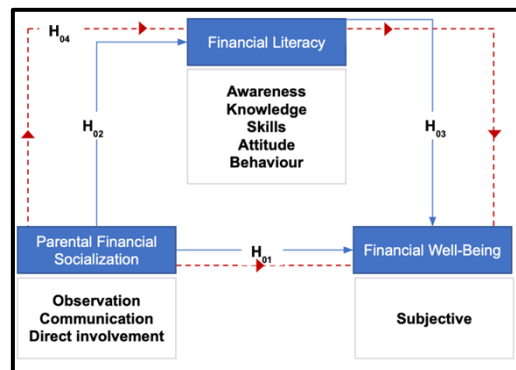 H04
Financial Literacy
Awareness
Knowledge
Skills
Attitude
Behaviour
H02
H03
Parental Financial
Socialization
H01
Financial Well-Being
Observation
Communication
Direct involvement
Subjective